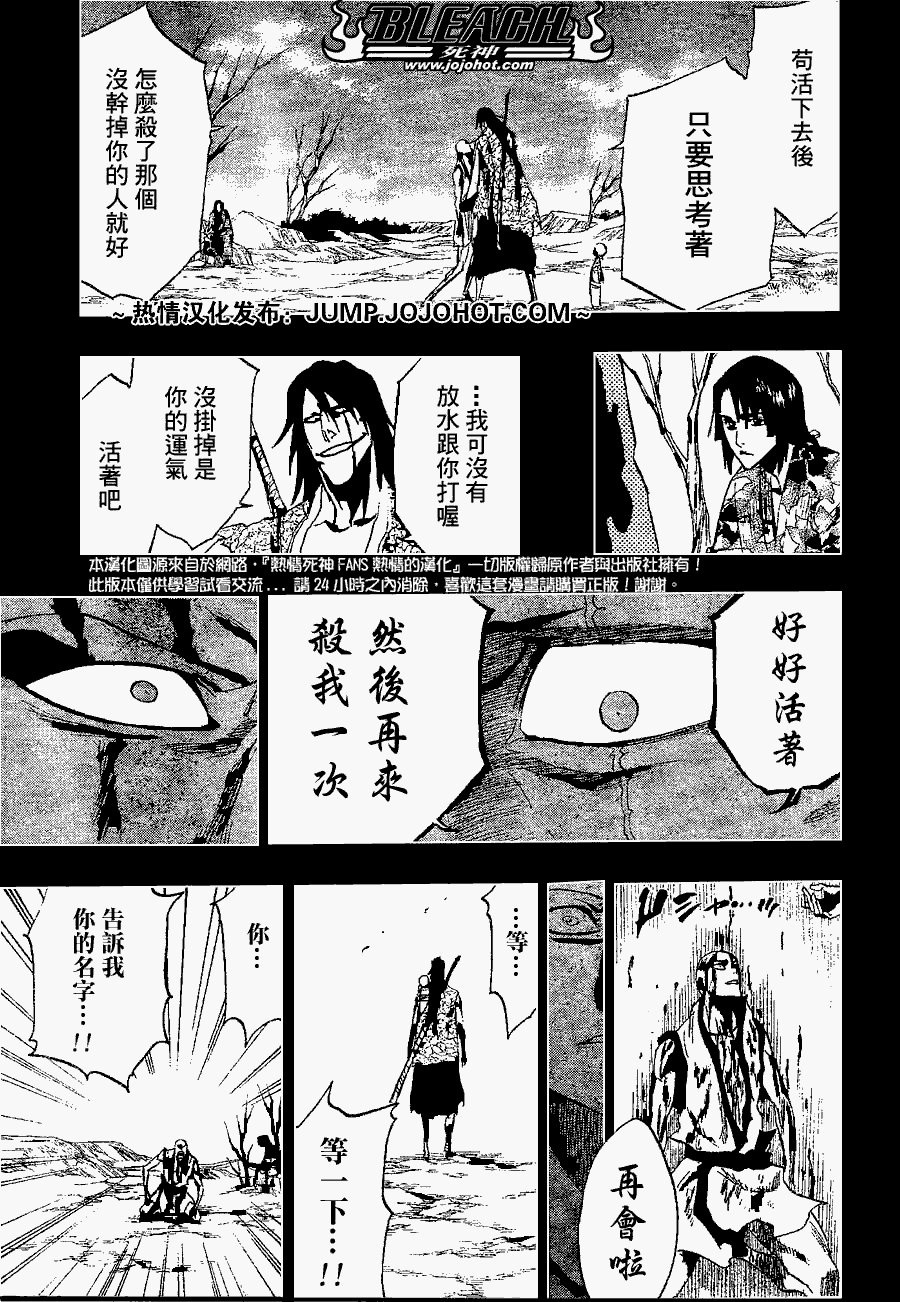 BLEACH
死神
www.jojohot.com
苟活下去後
只要思考著
怎麼殺了那個
沒幹掉你的人就好
~热情汉化发布：JUMP.JOJOHOT.COM~
…我可沒有
放水跟你打喔
沒掛掉是
你的運氣
活著吧
本漢化圖源來自於網路，『熱情死神 FANS 熱情的漢化』一切版權歸原作者與出版社擁有！
此版本僅供學習試看交流... 請 24 小時之內消除，喜歡這套漫畫請購買正版！謝謝。
好好活著
然後再來
殺我一次
ドシャ…
再會啦
…等…
等一下…!!
你…
告訴我
你的名字…!!